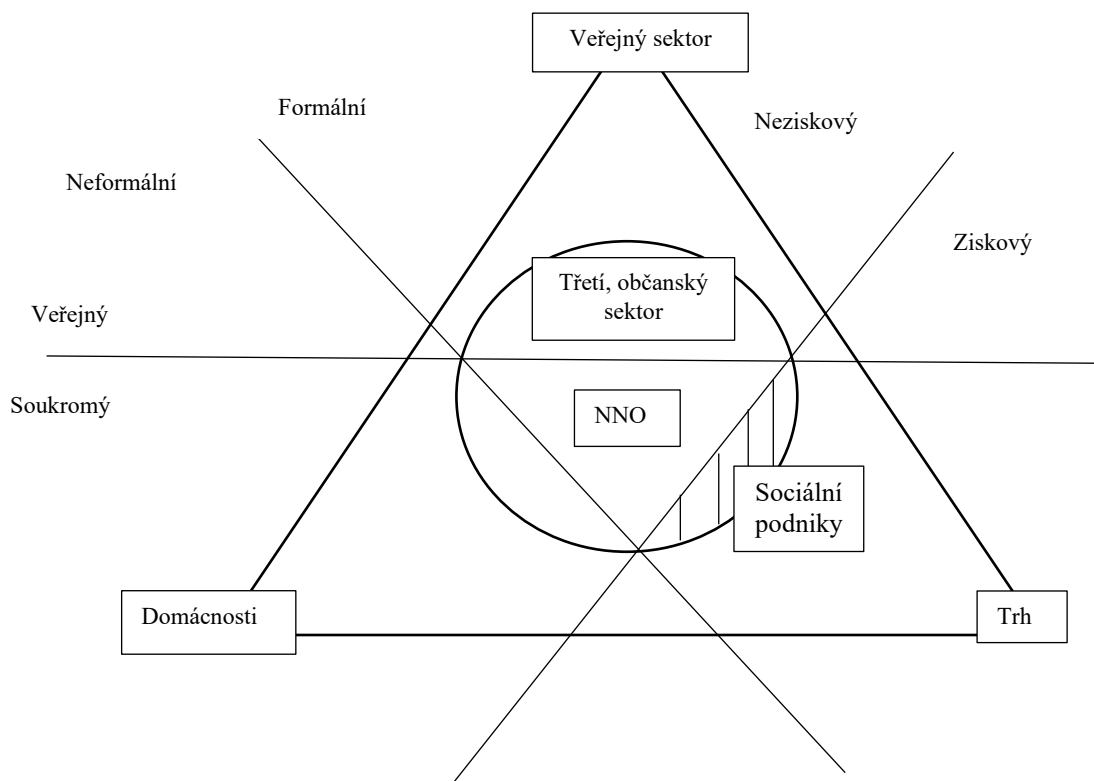 Veřejný sektor
Formální
Neziskový
Neformální
Ziskový
Třetí, občanský
sektor
Veřejný
Soukromý
NNO
Sociální
podniky
Domácnosti
Trh